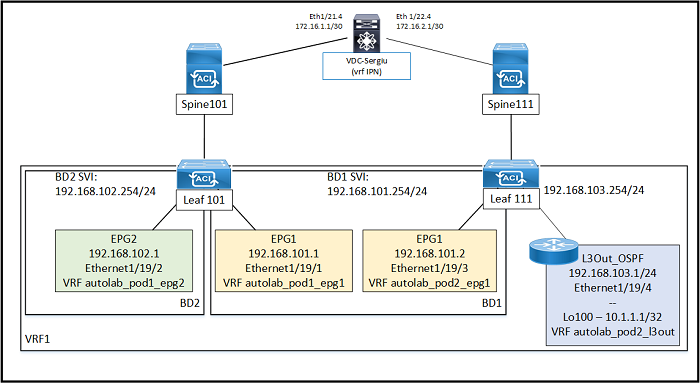 Eth1/21.4
172.16.1.1/30
Eth 1/22.4
172.16.2.1/30
VDC-Sergiu
(vrf IPN)
ACI
Spine101
ACI
Spine111
BD2 SVI:
192.168.102.254/24
ACI
Leaf 101
BD1 SVI:
192.168.101.254/24
ACI
Leaf 111
192.168.103.254/24
EPG2
192.168.102.1
Ethernet1/19/2
VRF autolab_pod1_epg2
BD2
EPG1
192.168.101.1
Ethernet1/19/1
VRF autolab_pod1_epg1
EPG1
192.168.101.2
Ethernet1/19/3
VRF autolab_pod2_epg1
BD1
L3Out_OSPF
192.168.103.1/24
Ethernet1/19/4
--
Lo100 – 10.1.1.1/32
VRF autolab_pod2_l3out
VRF1